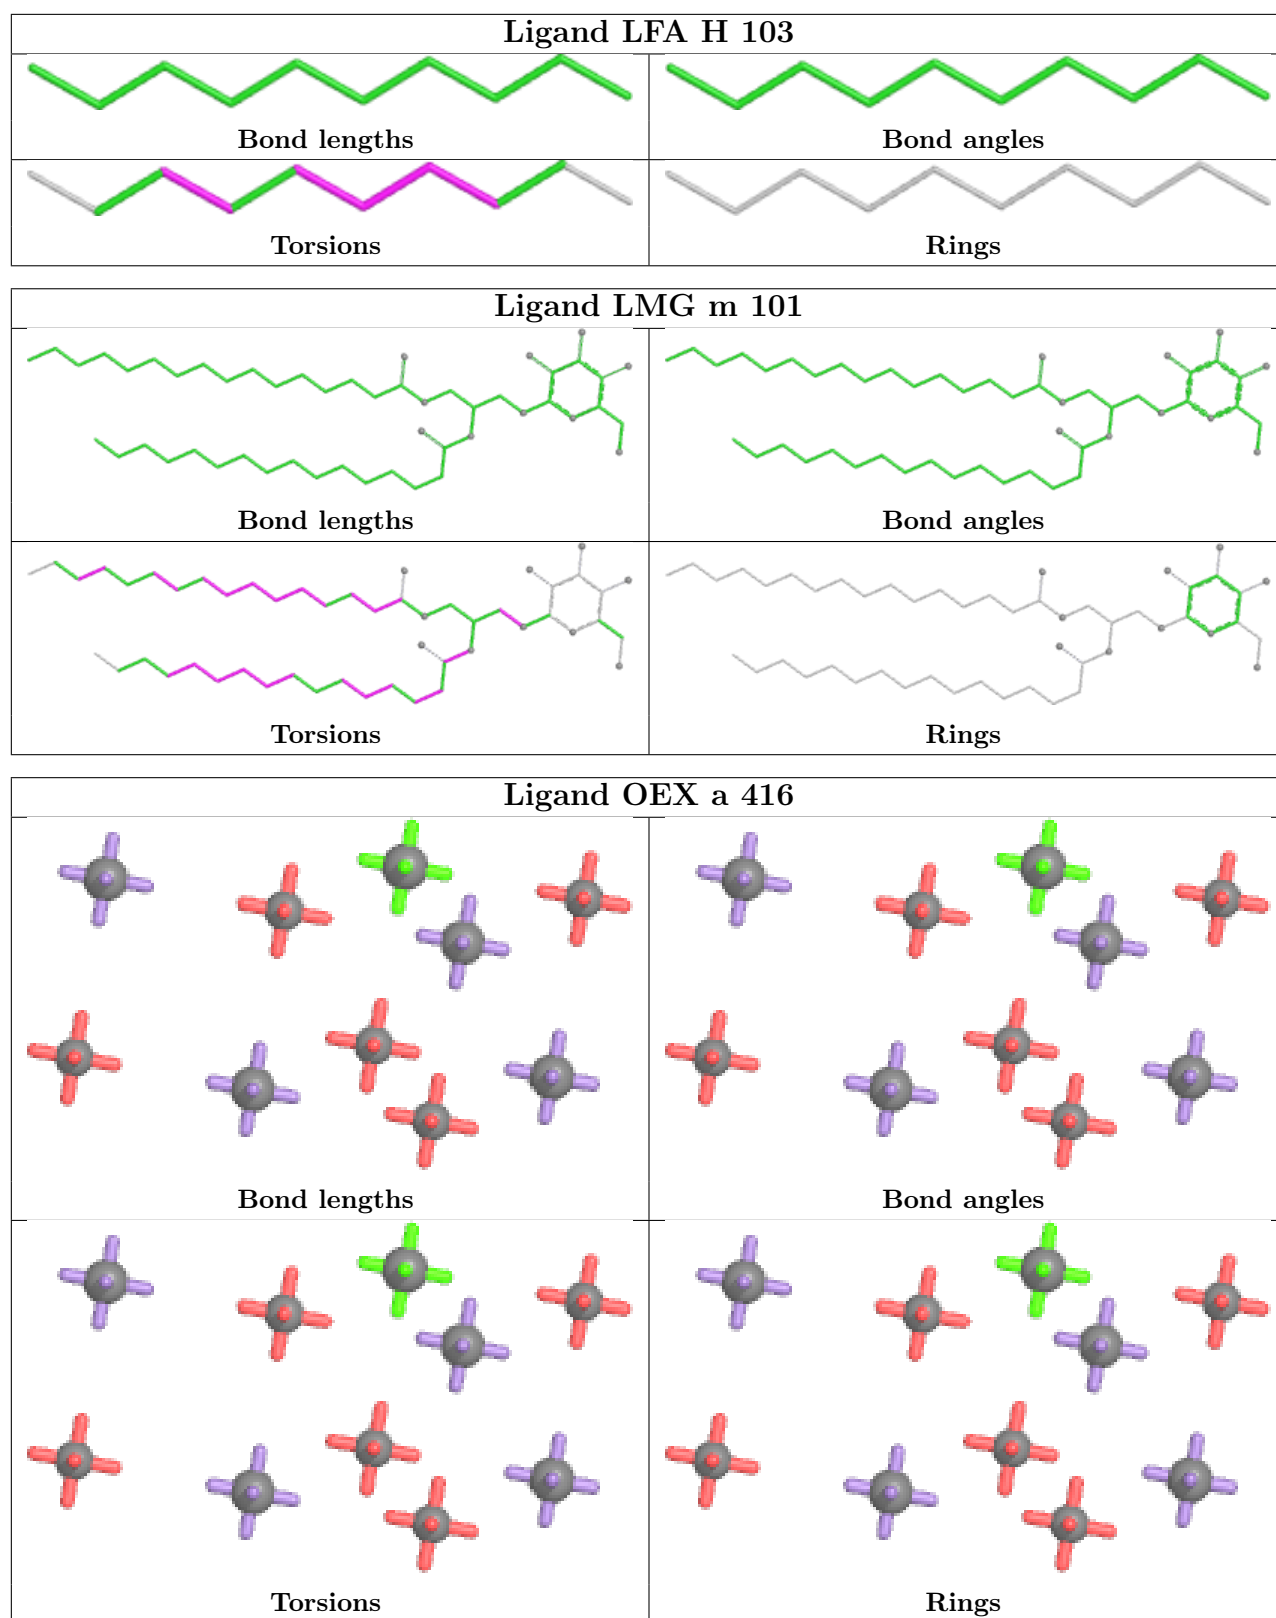 Ligand LFA H 103
Bond lengths
Bond angles
Torsions
Rings
Ligand LMG m 101
Bond lengths
Bond angles
Torsions
Rings
Ligand OEX a 416
Bond lengths
Bond angles
Torsions
Rings